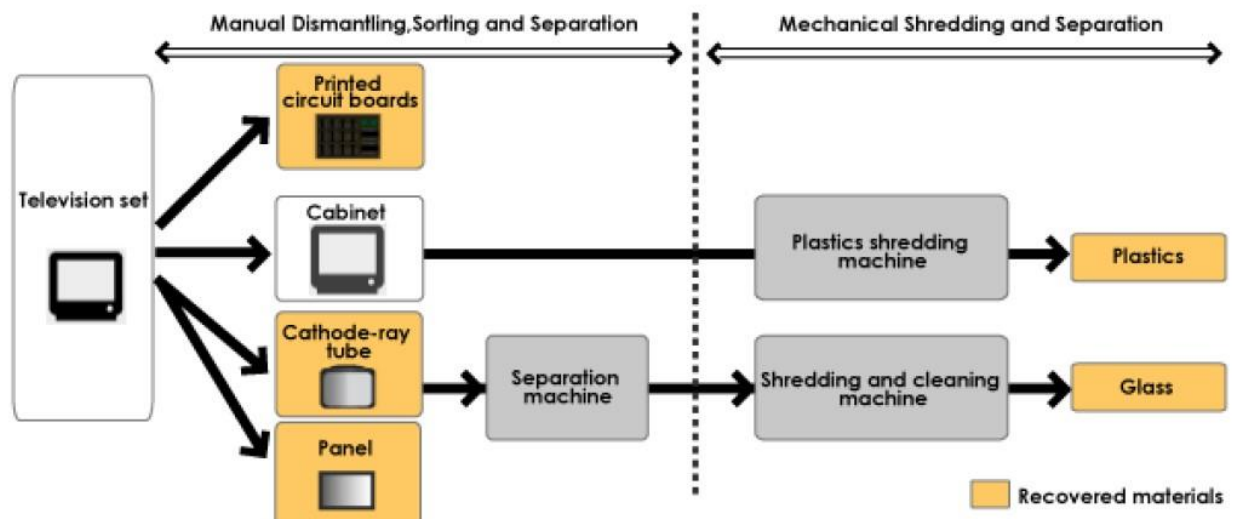 Manual Dismantling,Sorting and Separation
Mechanical Shredding and Separation
Television set
Printed
circuit boards
Cabinet
Plastics shredding
machine
Plastics
Cathode-ray
tube
Separation
machine
Shredding and cleaning
machine
Glass
Panel
Recovered materials